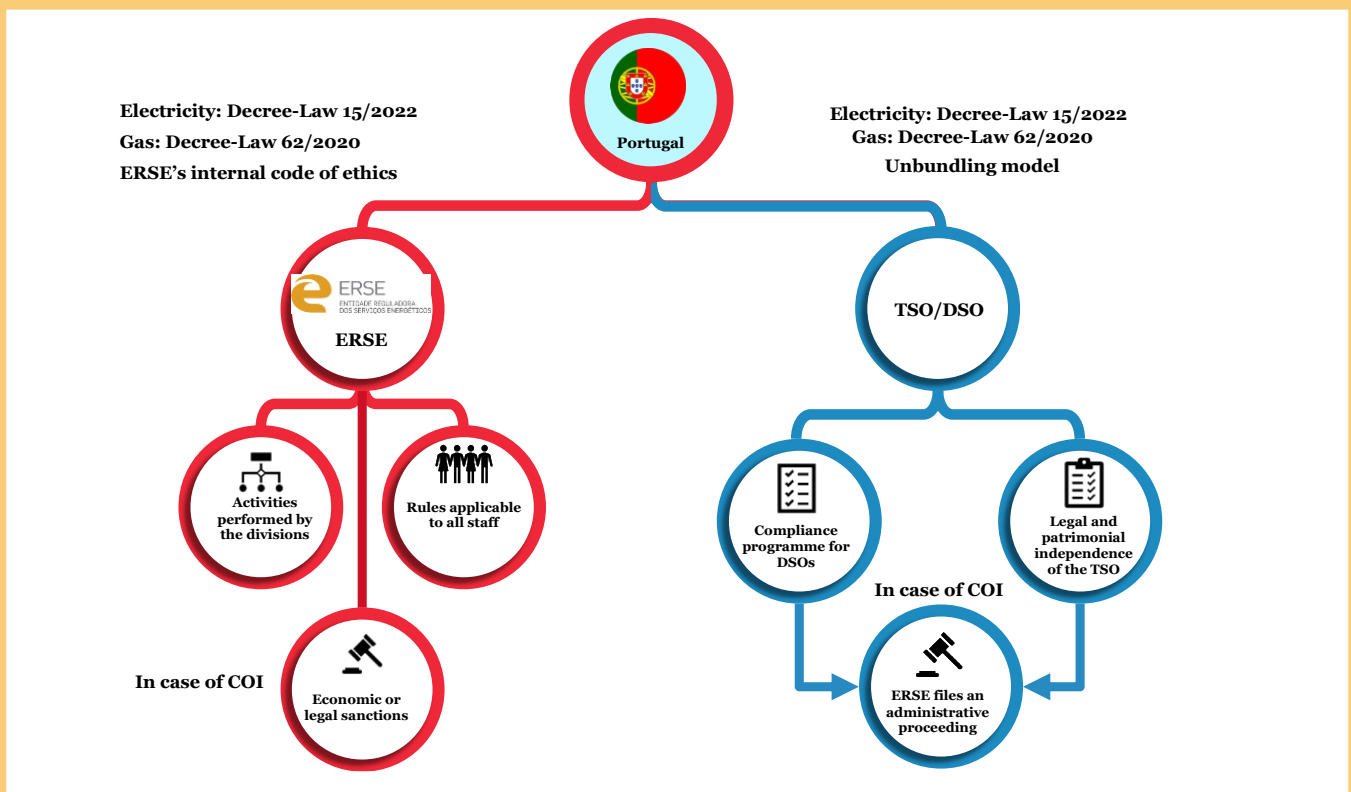 Portugal
Electricity: Decree-Law 15/2022
Gas: Decree-Law 62/2020
ERSE’s internal code of ethics
Electricity: Decree-Law 15/2022
Gas: Decree-Law 62/2020
Unbundling model
ERSE
ENTIDADE REGULADORA
DOS SERVIÇOS ENERGÉTICOS
ERSE
TSO/DSO
Activities
performed by
the divisions
Rules applicable
to all staff
Compliance
programme for
DSOs
Legal and
patrimonial
independence
of the TSO
In case of COI
Economic or
legal sanctions
In case of COI
ERSE files an
administrative
proceeding